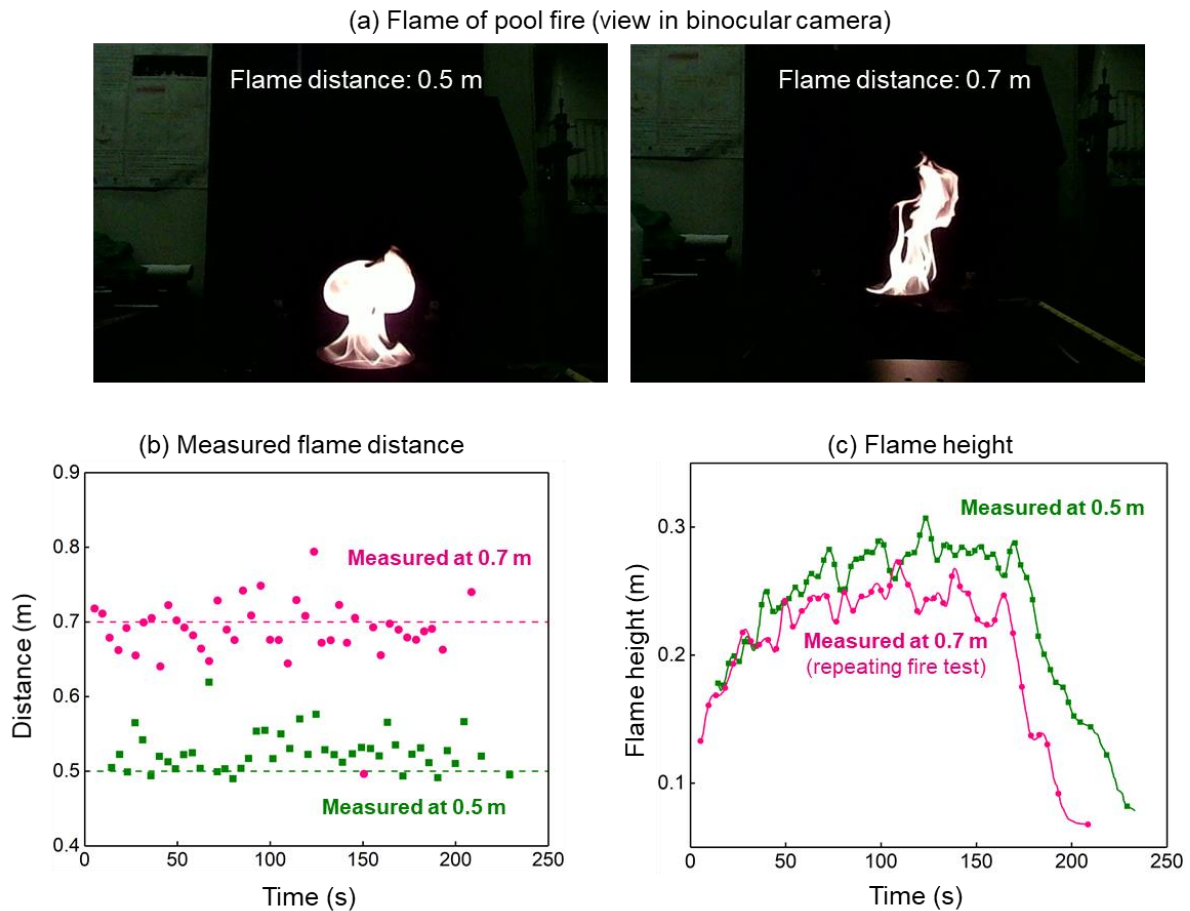 (a) Flame of pool fire (view in binocular camera)
Flame distance: 0.5 m
Flame distance: 0.7 m
(b) Measured flame distance
0.9
0.8
0.7
0.6
0.5
0.4
Distance (m)
Measured at 0.7 m
Measured at 0.5 m
0
50
100
150
200
250
Time (s)
(c) Flame height
0.3
0.2
0.1
Flame height (m)
Measured at 0.5 m
Measured at 0.7 m
(repeating fire test)
0
50
100
150
200
250
Time (s)